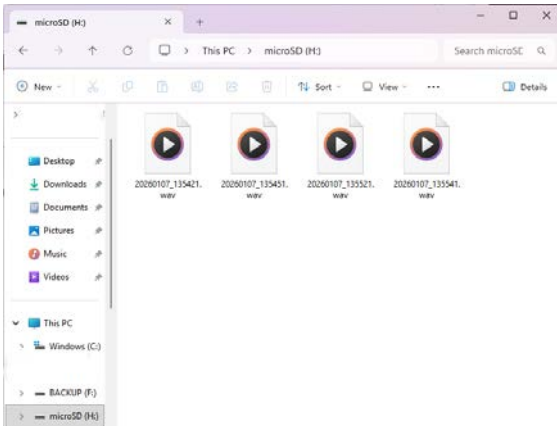 microSD (H:)
This PC > microSD (H:)
Search microSD
New
Sort
View
...
Details
20260107_135421.
wav
20260107_135451.
wav
20260107_135521.
wav
20260107_135541.
wav
Desktop
Downloads
Documents
Pictures
Music
Videos
This PC
Windows (C:)
BACKUP (F:)
microSD (H:)